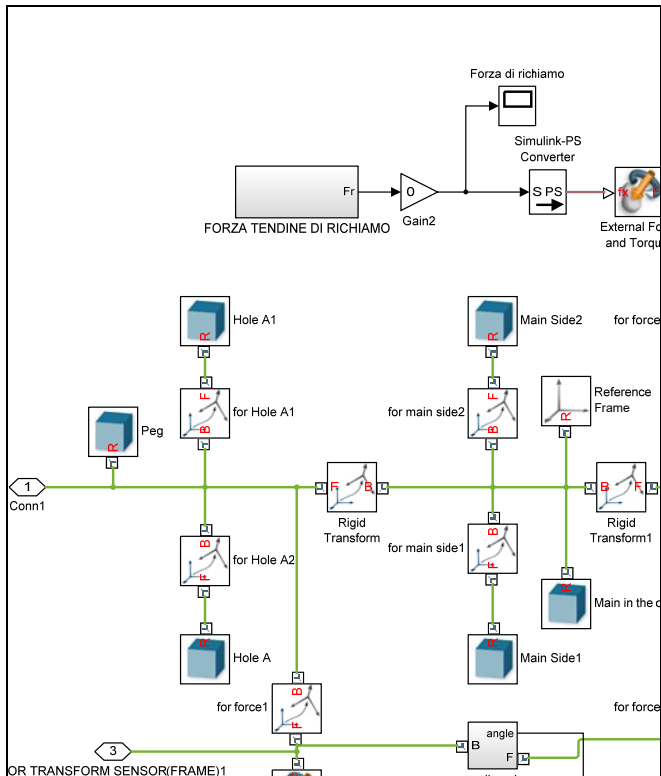 Forza di richiamo
Simulink-PS
Converter
Fr
0
S PS
fx
Gain2
FORZA TENDINE DI RICHIAMO
External Fo
and Torqu
R
Hole A1
R
Main Side2
for force
F
B
for Hole A1
for main side2
F
B
R
Reference
Frame
R
Peg
1
Conn1
F
B
Rigid
Transform
B
F
Rigid
Transform1
B
F
for Hole A2
for main side1
B
F
R
Main in the
R
Hole A
R
Main Side1
for force1
B
F
for force
3
B
angle
F
OR TRANSFORM SENSOR(FRAME)1